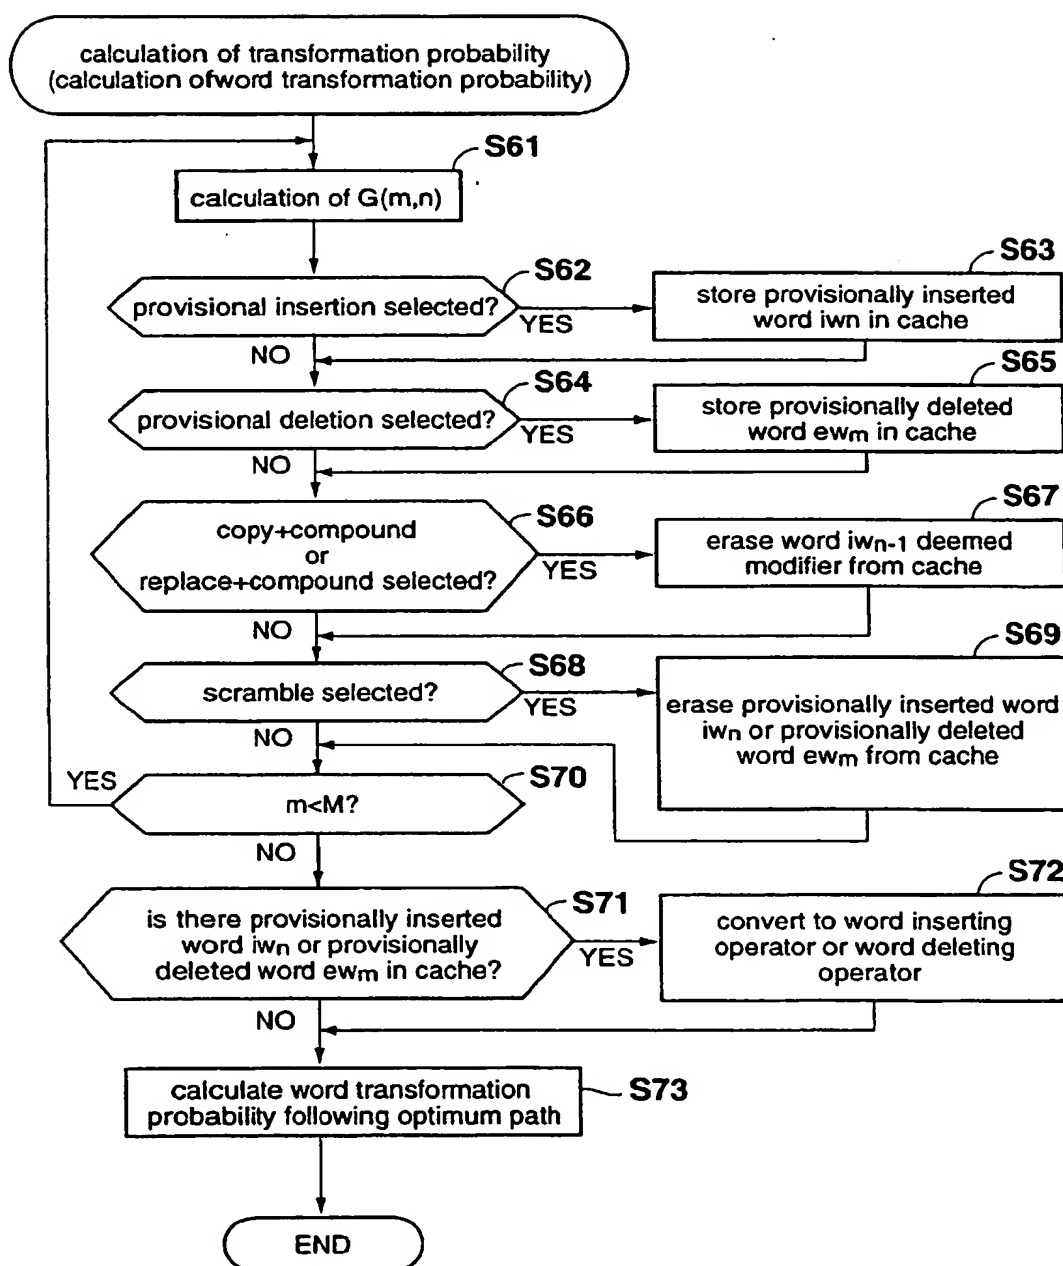 calculation of transformation probability
(calculation ofword transformation probability)
S61
calculation of G(m,n)
S62
provisional insertion selected?
YES
NO
S63
store provisionally inserted
word iwn in cache
S64
provisional deletion selected?
YES
NO
S65
store provisionally deleted
word ewm in cache
S66
copy+compound
or
replace+compound selected?
YES
NO
S67
erase word iwn-1 deemed
modifier from cache
S68
scramble selected?
YES
NO
S69
erase provisionally inserted word
iwn or provisionally deleted
word ewm from cache
S70
YES
m<M?
NO
S71
is there provisionally inserted
word iwn or provisionally
deleted word ewm in cache?
YES
NO
S72
convert to word inserting
operator or word deleting
operator
calculate word transformation
probability following optimum path
S73
END